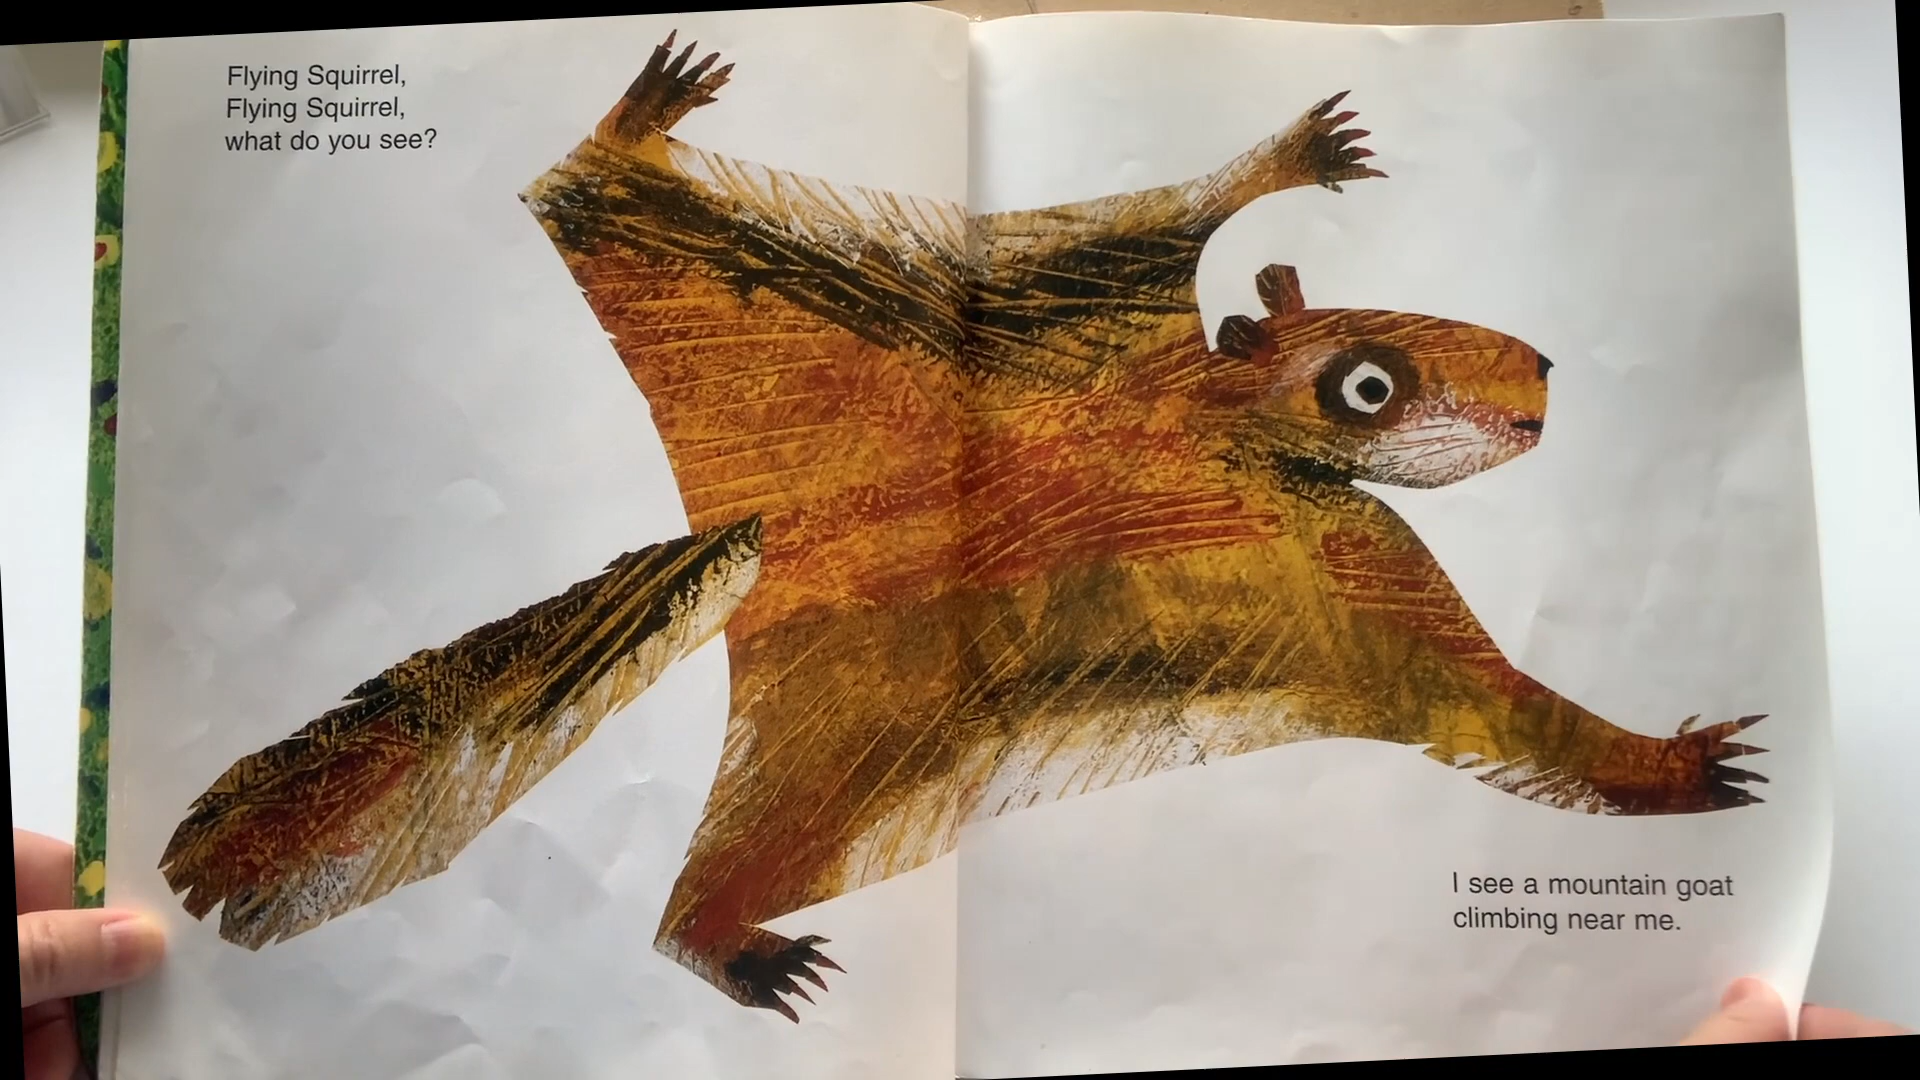 Flying Squirrel,
Flying Squirrel,
what do you see?
I see a mountain goat
climbing near me.